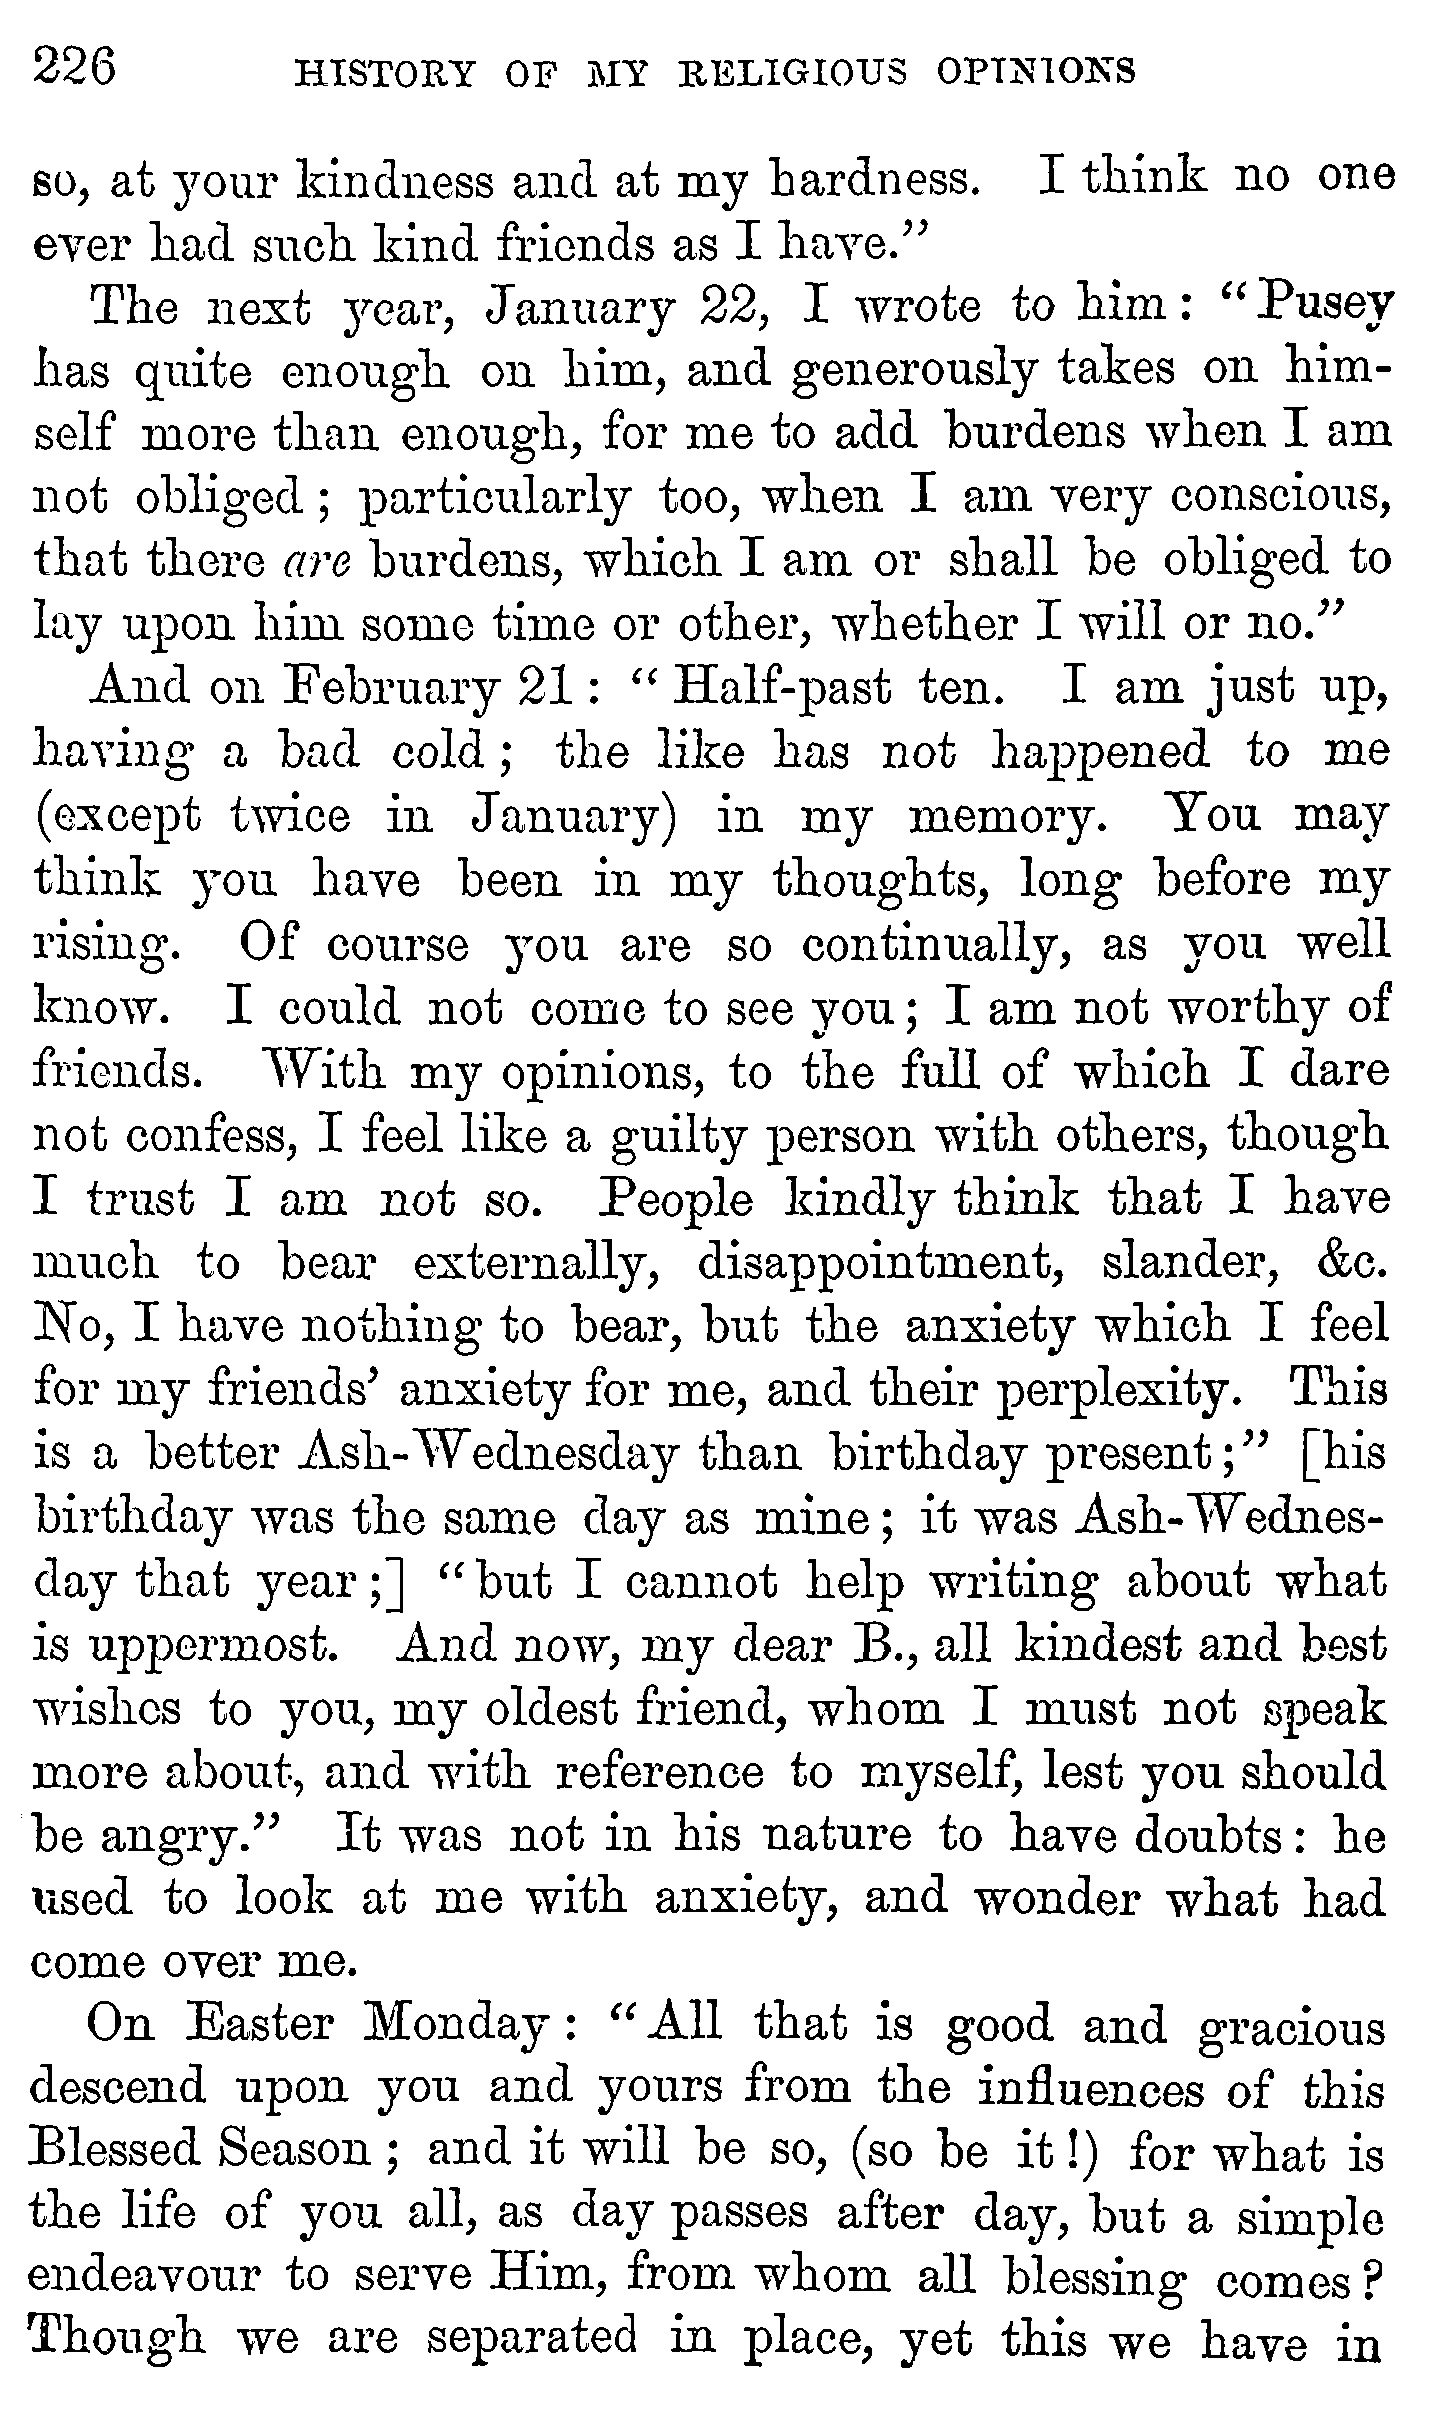 226 HISTORY OF MY RELIGIOUS OPINIONS
so, at your kindness and at my hardness. I think no one
ever had such kind friends as I have.”
The next year, January 22, I wrote to him: “Pusey
has quite enough on him, and generously takes on him-
self more than enough, for me to add burdens when I am
not obliged; particularly too, when I am very conscious,
that there are burdens, which I am or shall be obliged to
lay upon him some time or other, whether I will or no.”
And on February 21: “Half-past ten. I am just up,
having a bad cold; the like has not happened to me
(except twice in January) in my memory. You may
think you have been in my thoughts, long before my
rising. Of course you are so continually, as you well
know. I could not come to see you; I am not worthy of
friends. With my opinions, to the full of which I dare
not confess, I feel like a guilty person with others, though
I trust I am not so. People kindly think that I have
much to bear externally, disappointment, slander, &c.
No, I have nothing to bear, but the anxiety which I feel
for my friends’ anxiety for me, and their perplexity. This
is a better Ash-Wednesday than birthday present;” [his
birthday was the same day as mine; it was Ash-Wednes-
day that year;] “but I cannot help writing about what
is uppermost. And now, my dear B., all kindest and best
wishes to you, my oldest friend, whom I must not speak
more about, and with reference to myself, lest you should
be angry.” It was not in his nature to have doubts: he
used to look at me with anxiety, and wonder what had
come over me.
On Easter Monday: “All that is good and gracious
descend upon you and yours from the influences of this
Blessed Season; and it will be so, (so be it!) for what is
the life of you all, as day passes after day, but a simple
endeavour to serve Him, from whom all blessing comes?
Though we are separated in place, yet this we have in